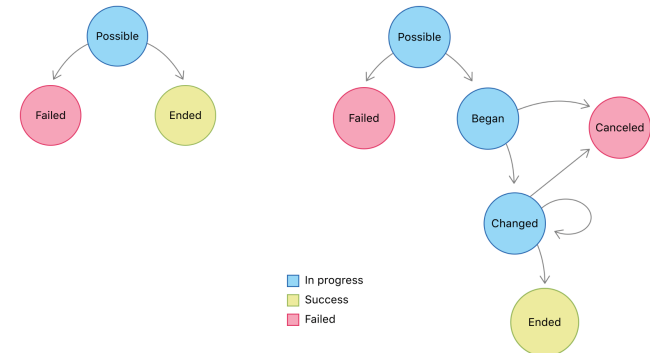 Possible
Failed
Ended
Possible
Failed
Began
Canceled
Changed
Ended
In progress
Success
Failed